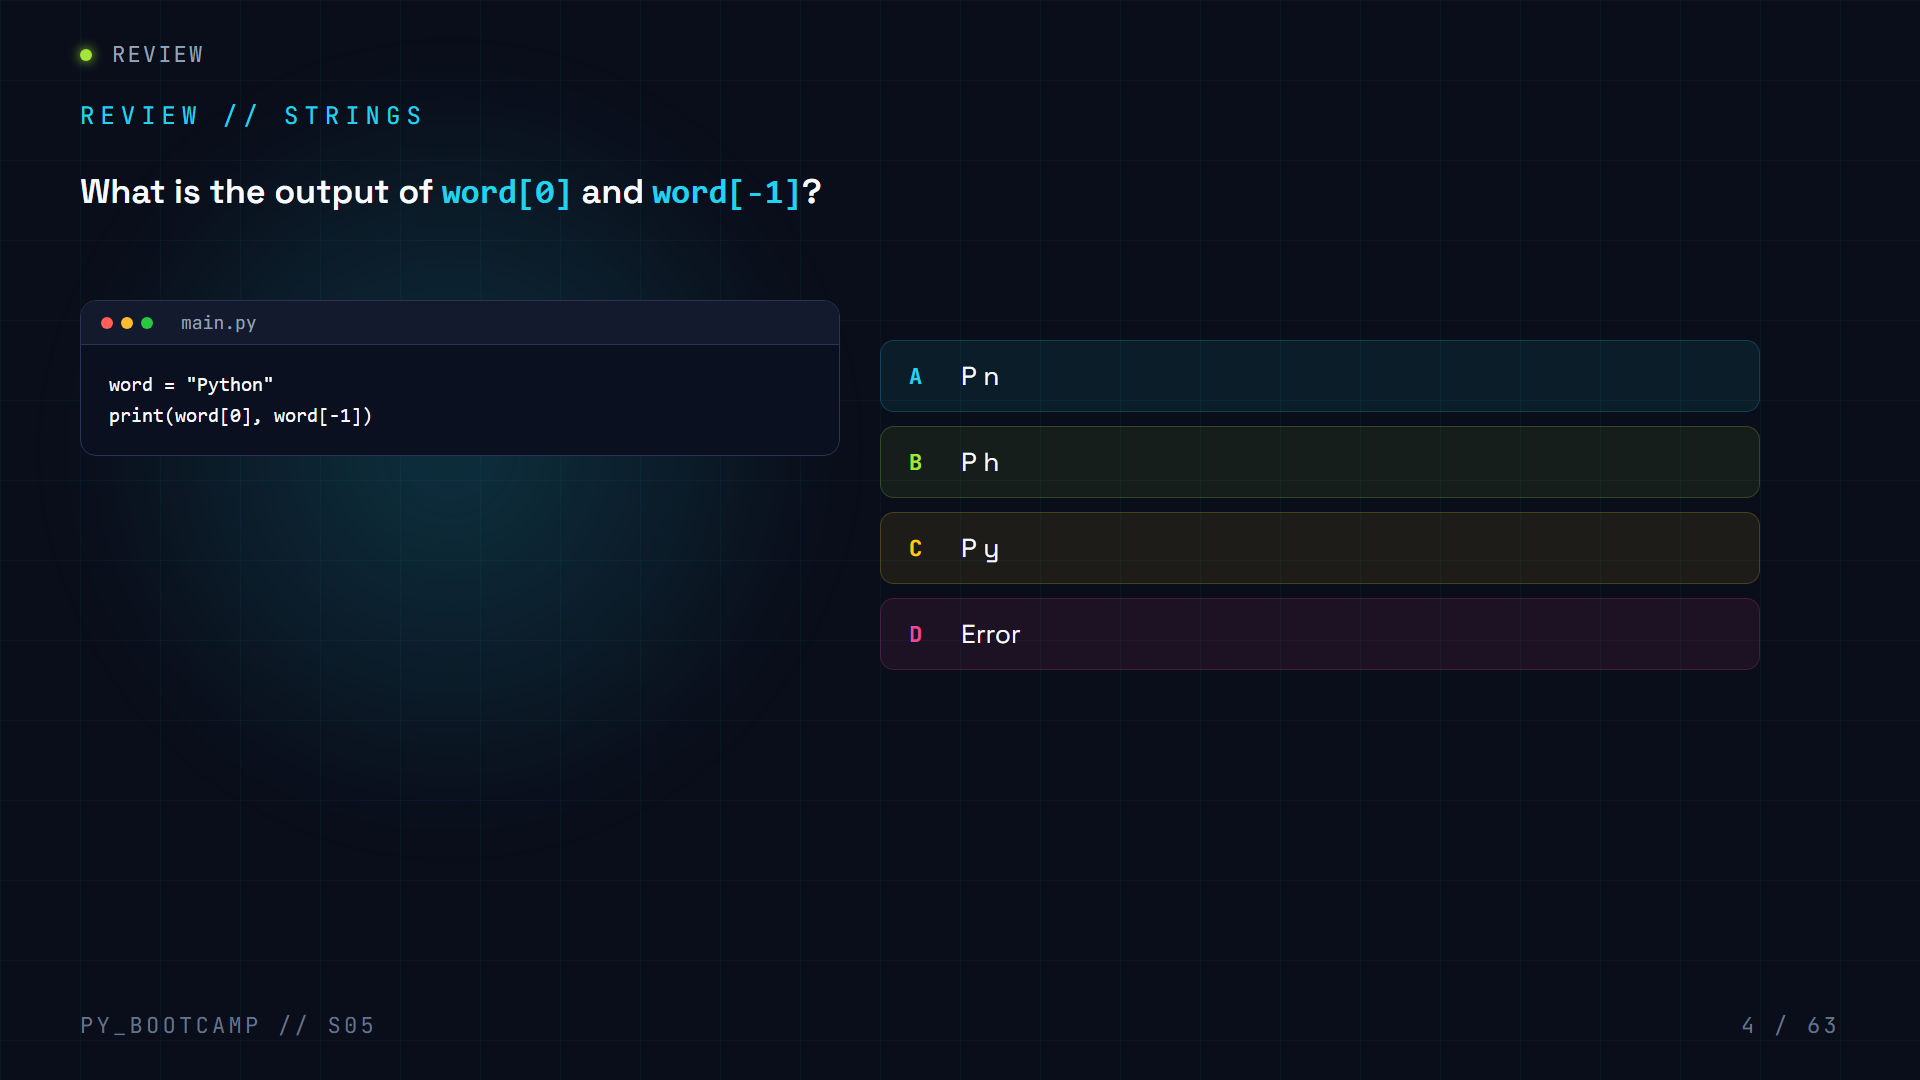 REVIEW
REVIEW // STRINGS
What is the output of word[0] and word[-1]?
main.py
word = "Python"
print(word[0], word[-1])
A P n
B P h
C P y
D Error
PY_BOOTCAMP // S05
4 / 63